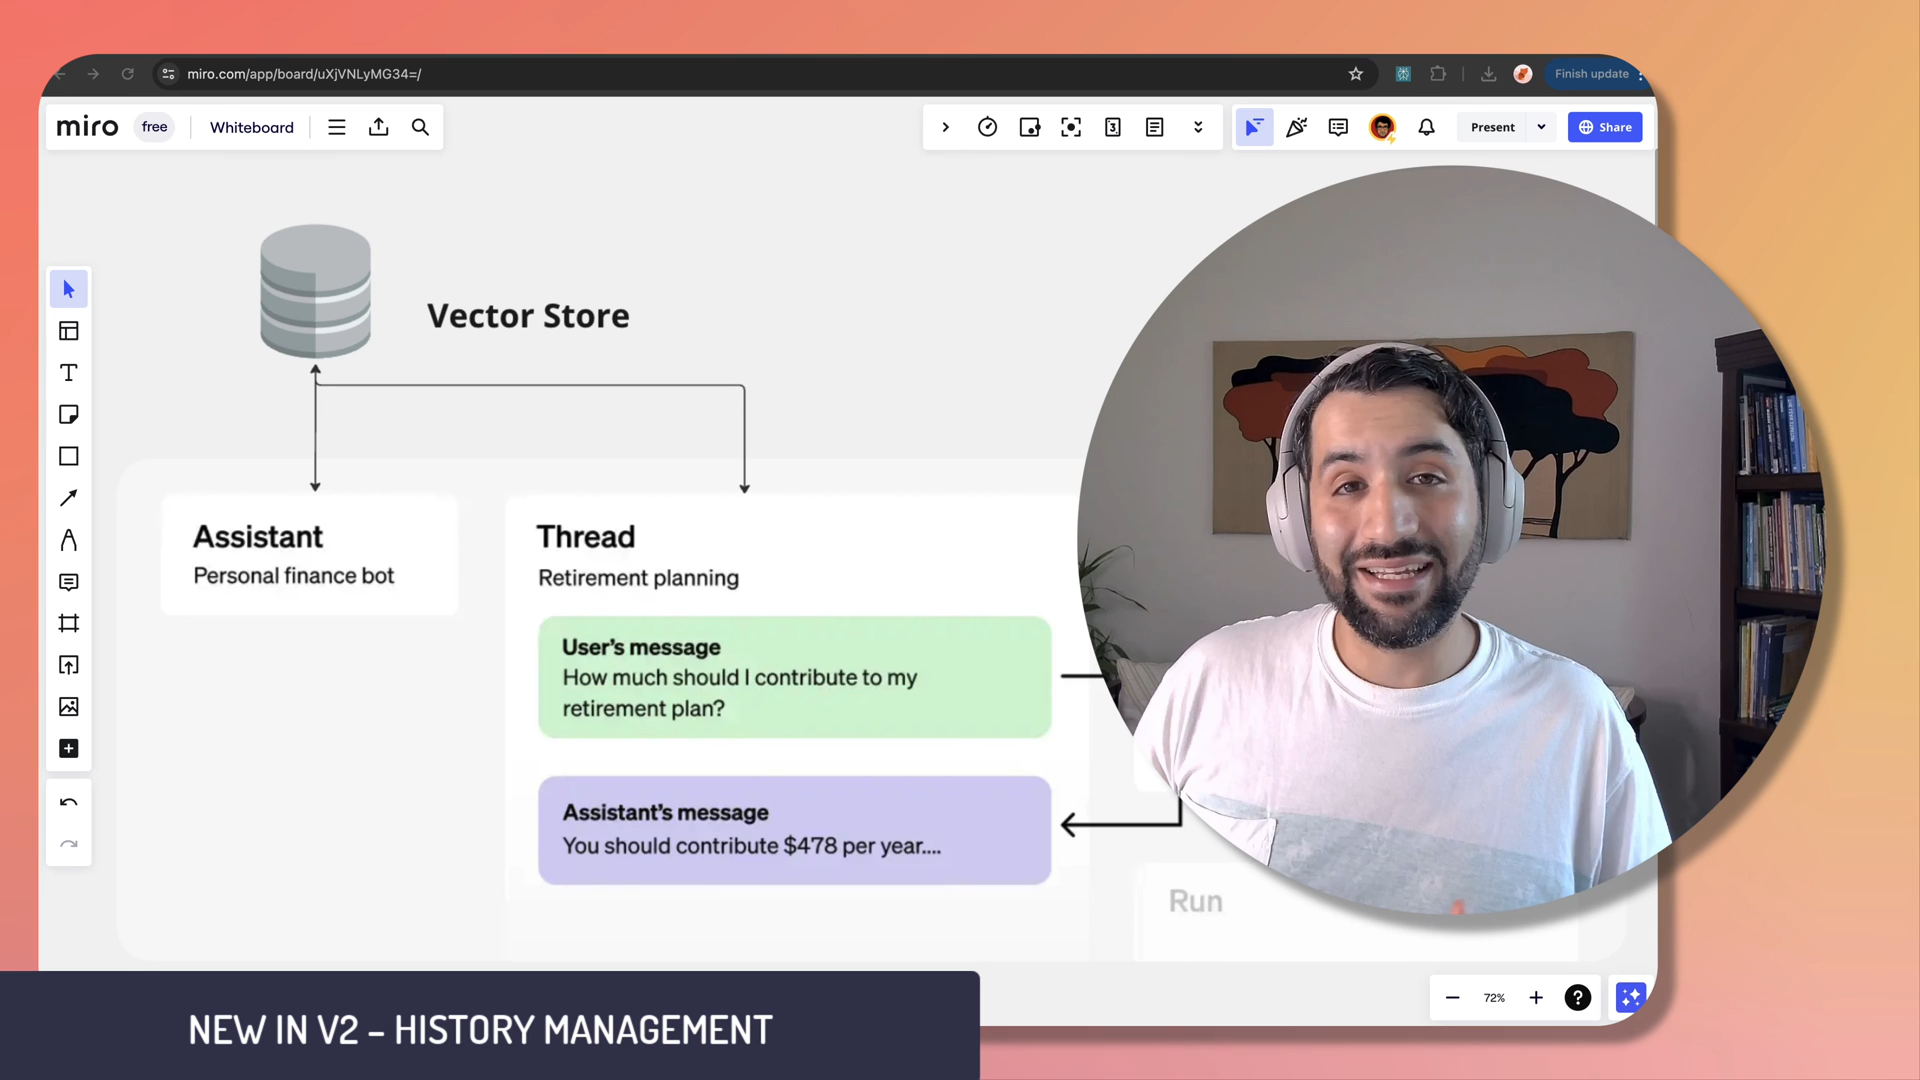 miro.com/app/board/uXjVNLyMG34=/
Finish update
miro
free
Whiteboard
3
Present
Share
Vector Store
Assistant
Personal finance bot
Thread
Retirement planning
User's message
How much should I contribute to my
retirement plan?
Assistant's message
You should contribute $478 per year....
Run
72%
?
NEW IN V2 – HISTORY MANAGEMENT